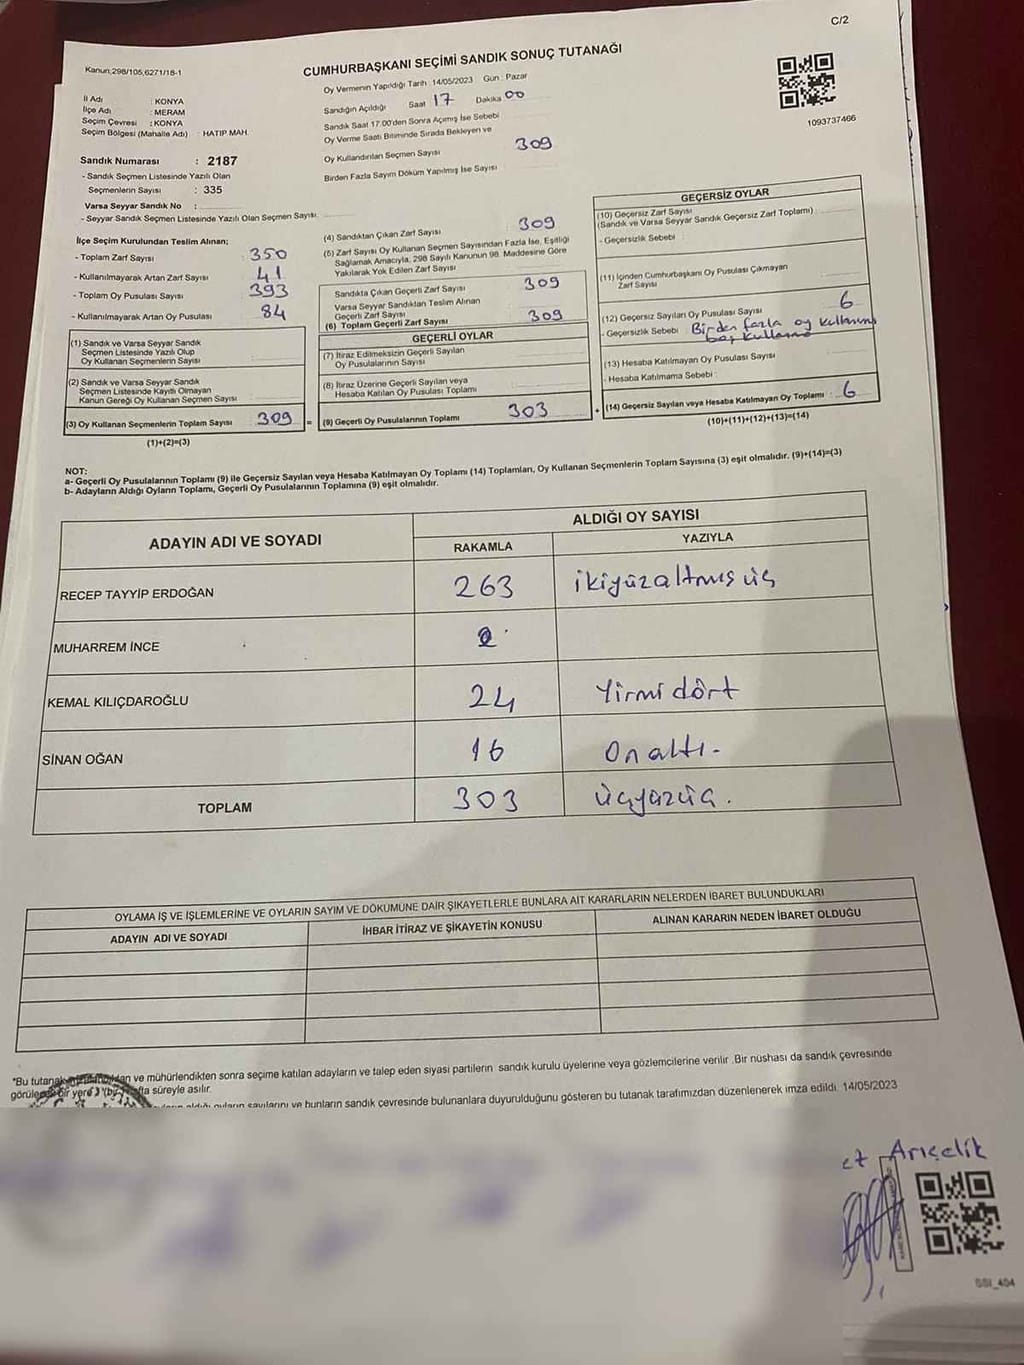 C/2
Kanun;298/105,6271/18-1
CUMHURBAŞKANI SEÇİMİ SANDIK SONUÇ TUTANAĞI
İl Adı : KONYA
İlçe Adı : MERAM
Seçim Çevresi : KONYA
Seçim Bölgesi (Mahalle Adı) : HATIP MAH.
Sandık Numarası : 2187
- Sandık Seçmen Listesinde Yazılı Olan
Seçmenlerin Sayısı : 335
Varsa Seyyar Sandık No :
- Seyyar Sandık Seçmen Listesinde Yazılı Olan Seçmen Sayısı:
Oy Vermenin Yapıldığı Tarih :14/05/2023 Gün : Pazar
Sandığın Açıldığı Saat 17 Dakika 00
Sandık Saat 17.00'den Sonra Açımış İse Sebebi
Oy Verme Saati Bitiminde Sırada Bekleyen ve
Oy Kullandırılan Seçmen Sayısı 309
Birden Fazla Sayım Döküm Yapılmış İse Sayısı
1093737466
İlçe Seçim Kurulundan Teslim Alınan;
- Toplam Zarf Sayısı : 350
- Kullanılmayarak Artan Zarf Sayısı : 41
- Toplam Oy Pusulası Sayısı : 393
- Kullanılmayarak Artan Oy Pusulası : 84
(1) Sandık ve Varsa Seyyar Sandık
Seçmen Listesinde Yazılı Olup
Oy Kullanan Seçmenlerin Sayısı
(2) Sandık ve Varsa Seyyar Sandık
Seçmen Listesinde Kayıtlı Olmayan
Kanun Gereği Oy Kullanan Seçmen Sayısı
(3) Oy Kullanan Seçmenlerin Toplam Sayısı 309 =
(1)+(2)=(3)
(4) Sandıktan Çıkan Zarf Sayısı 309
(5) Zarf Sayısı Oy Kullanan Seçmen Sayısından Fazla İse, Eşitliği
Sağlamak Amacıyla, 298 Sayılı Kanunun 98. Maddesine Göre
Yakılarak Yok Edilen Zarf Sayısı
Sandıkta Çıkan Geçerli Zarf Sayısı 309
Varsa Seyyar Sandıktan Teslim Alınan
Geçerli Zarf Sayısı
(6) Toplam Geçerli Zarf Sayısı 309
GEÇERLİ OYLAR
(7) İtiraz Edilmeksizin Geçerli Sayılan
Oy Pusulalarının Sayısı
(8) İtiraz Üzerine Geçerli Sayılan veya
Hesaba Katılan Oy Pusulası Toplamı
(9) Geçerli Oy Pusulalarının Toplamı 303 +
GEÇERSİZ OYLAR
(10) Geçersiz Zarf Sayısı
(Sandık ve Varsa Seyyar Sandık Geçersiz Zarf Toplamı) :
- Geçersizlik Sebebi :
(11) İçinden Cumhurbaşkanı Oy Pusulası Çıkmayan
Zarf Sayısı
(12) Geçersiz Sayılan Oy Pusulası Sayısı 6
- Geçersizlik Sebebi Birden fazla oy kullanımı
(13) Hesaba Katılmayan Oy Pusulası Sayısı
- Hesaba Katılmama Sebebi :
(14) Geçersiz Sayılan veya Hesaba Katılmayan Oy Toplamı : 6
(10)+(11)+(12)+(13)=(14)
NOT:
a- Geçerli Oy Pusulalarının Toplamı (9) ile Geçersiz Sayılan veya Hesaba Katılmayan Oy Toplamı (14) Toplamları, Oy Kullanan Seçmenlerin Toplam Sayısına (3) eşit olmalıdır. (9)+(14)=(3)
b- Adayların Aldığı Oyların Toplamı, Geçerli Oy Pusulalarının Toplamına (9) eşit olmalıdır.
ADAYIN ADI VE SOYADI
ALDIĞI OY SAYISI
RAKAMLA YAZIYLA
RECEP TAYYİP ERDOĞAN 263 ikiyüzaltmış üç
MUHARREM İNCE
KEMAL KILIÇDAROĞLU 24 Yirmi dört
SİNAN OĞAN 16 Onaltı-
TOPLAM 303 üçyüzüç.
OYLAMA İŞ VE İŞLEMLERİNE VE OYLARIN SAYIM VE DÖKÜMÜNE DAİR ŞİKAYETLERLE BUNLARA AİT KARARLARIN NELERDEN İBARET BULUNDUKLARI
ADAYIN ADI VE SOYADI İHBAR İTİRAZ VE ŞİKAYETİN KONUSU ALINAN KARARIN NEDEN İBARET OLDUĞU
*Bu tutanak ve mühürlendikten sonra seçime katılan adayların ve talep eden siyasi partilerin sandık kurulu üyelerine veya gözlemcilerine verilir .Bir nüshası da sandık çevresinde
bir yere süreyle asılır.
oyların sayılarını ve bunların sandık çevresinde bulunanlara duyurulduğunu gösteren bu tutanak tarafımızdan düzenlenerek imza edildi. 14/05/2023
et Arıçelik
SSI_404